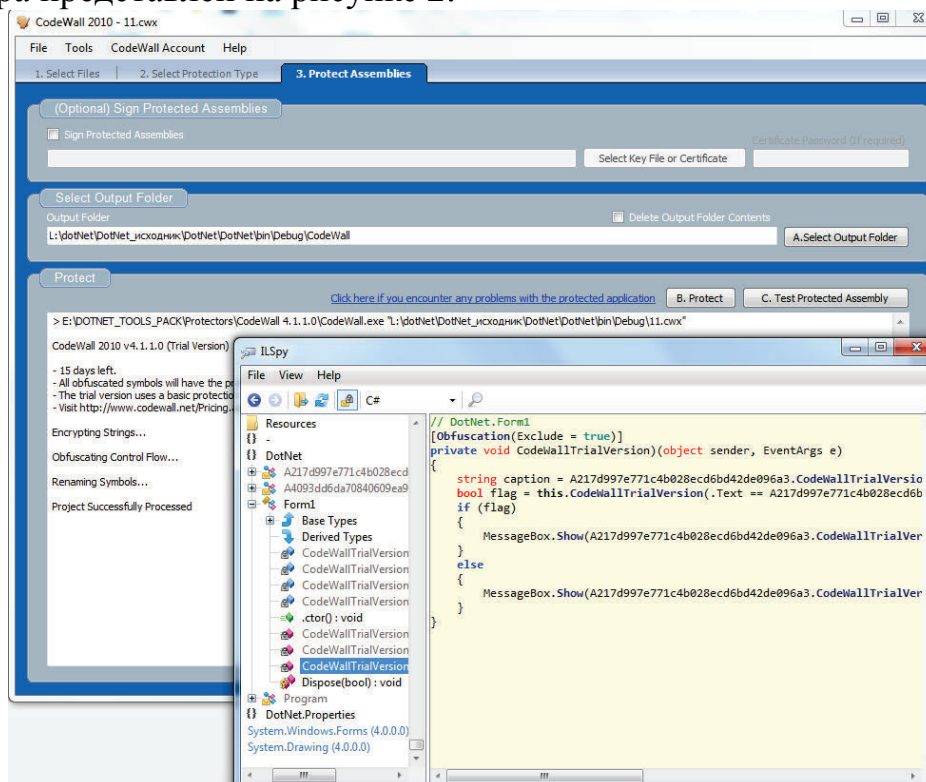 ра представлен на рисунке 2.
CodeWall 2010 - 11.cwx
File Tools CodeWall Account Help
1. Select Files 2. Select Protection Type 3. Protect Assemblies
(Optional) Sign Protected Assemblies
Sign Protected Assemblies
Certificate Password (If required)
Select Key File or Certificate
Select Output Folder
Output Folder
Delete Output Folder Contents
L:\dotNet\DotNet_исходник\DotNet\DotNet\bin\Debug\CodeWall
A.Select Output Folder
Protect
Click here if you encounter any problems with the protected application
B. Protect
C. Test Protected Assembly
> E:\DOTNET_TOOLS_PACK\Protectors\CodeWall 4.1.1.0\CodeWall.exe "L:\dotNet\DotNet_исходник\DotNet\DotNet\bin\Debug\11.cwx"
CodeWall 2010 v4.1.1.0 (Trial Version)
- 15 days left.
- All obfuscated symbols will have the pr
- The trial version uses a basic protectio
- Visit http://www.codewall.net/Pricing.
Encrypting Strings...
Obfuscating Control Flow...
Renaming Symbols...
Project Successfully Processed
ILSpy
File View Help
C#
Resources
{} -
{} DotNet
A217d997e771c4b028ecd
A4093dd6da70840609ea9
Form1
Base Types
Derived Types
CodeWallTrialVersion
CodeWallTrialVersion
CodeWallTrialVersion
CodeWallTrialVersion
.ctor() : void
CodeWallTrialVersion
CodeWallTrialVersion
CodeWallTrialVersion
Dispose(bool) : void
Program
{} DotNet.Properties
System.Windows.Forms (4.0.0.0)
System.Drawing (4.0.0.0)
// DotNet.Form1
[Obfuscation(Exclude = true)]
private void CodeWallTrialVersion)(object sender, EventArgs e)
{
string caption = A217d997e771c4b028ecd6bd42de096a3.CodeWallTrialVersio
bool flag = this.CodeWallTrialVersion(.Text == A217d997e771c4b028ecd6b
if (flag)
{
MessageBox.Show(A217d997e771c4b028ecd6bd42de096a3.CodeWallTrialVer
}
else
{
MessageBox.Show(A217d997e771c4b028ecd6bd42de096a3.CodeWallTrialVer
}
}